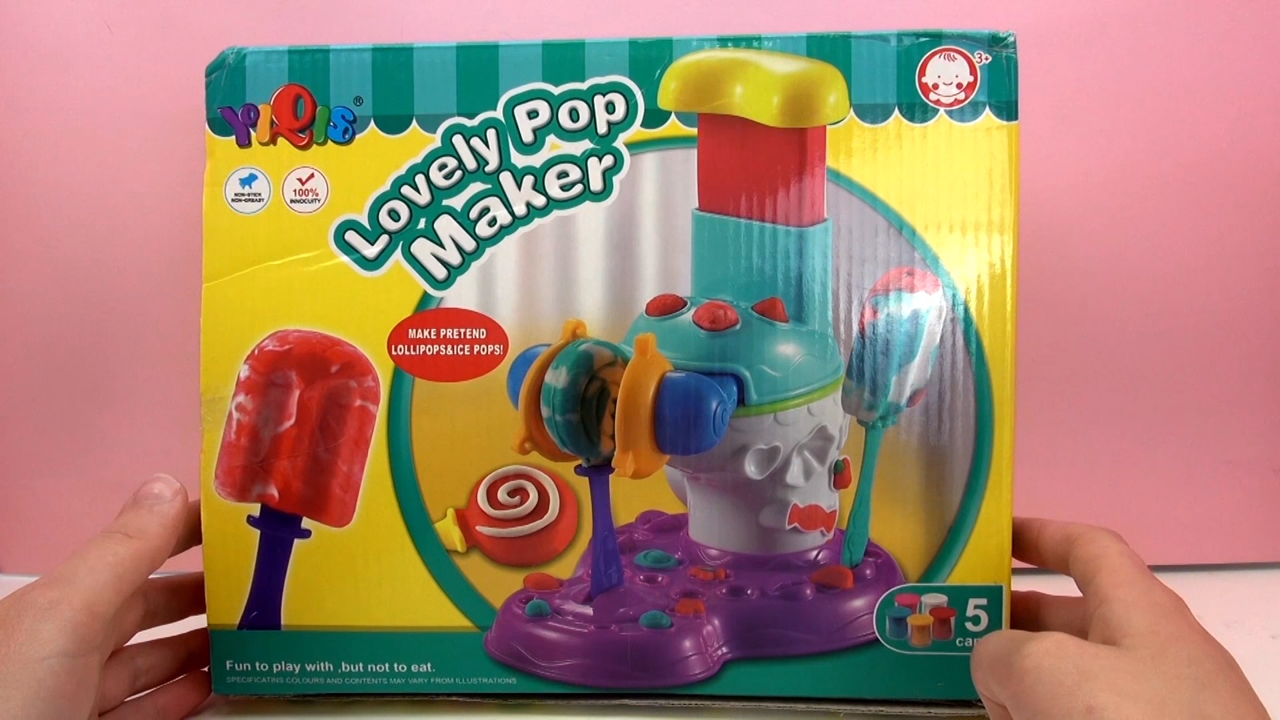 YIQIS®
3+
Lovely Pop
Maker
NON-STICK
NON-GREASY
100%
INNOCUITY
MAKE PRETEND
LOLLIPOPS&ICE POPS!
5
Fun to play with ,but not to eat.
SPECIFICATINS COLOURS AND CONTENTS MAY VARY FROM ILLUSTRATIONS